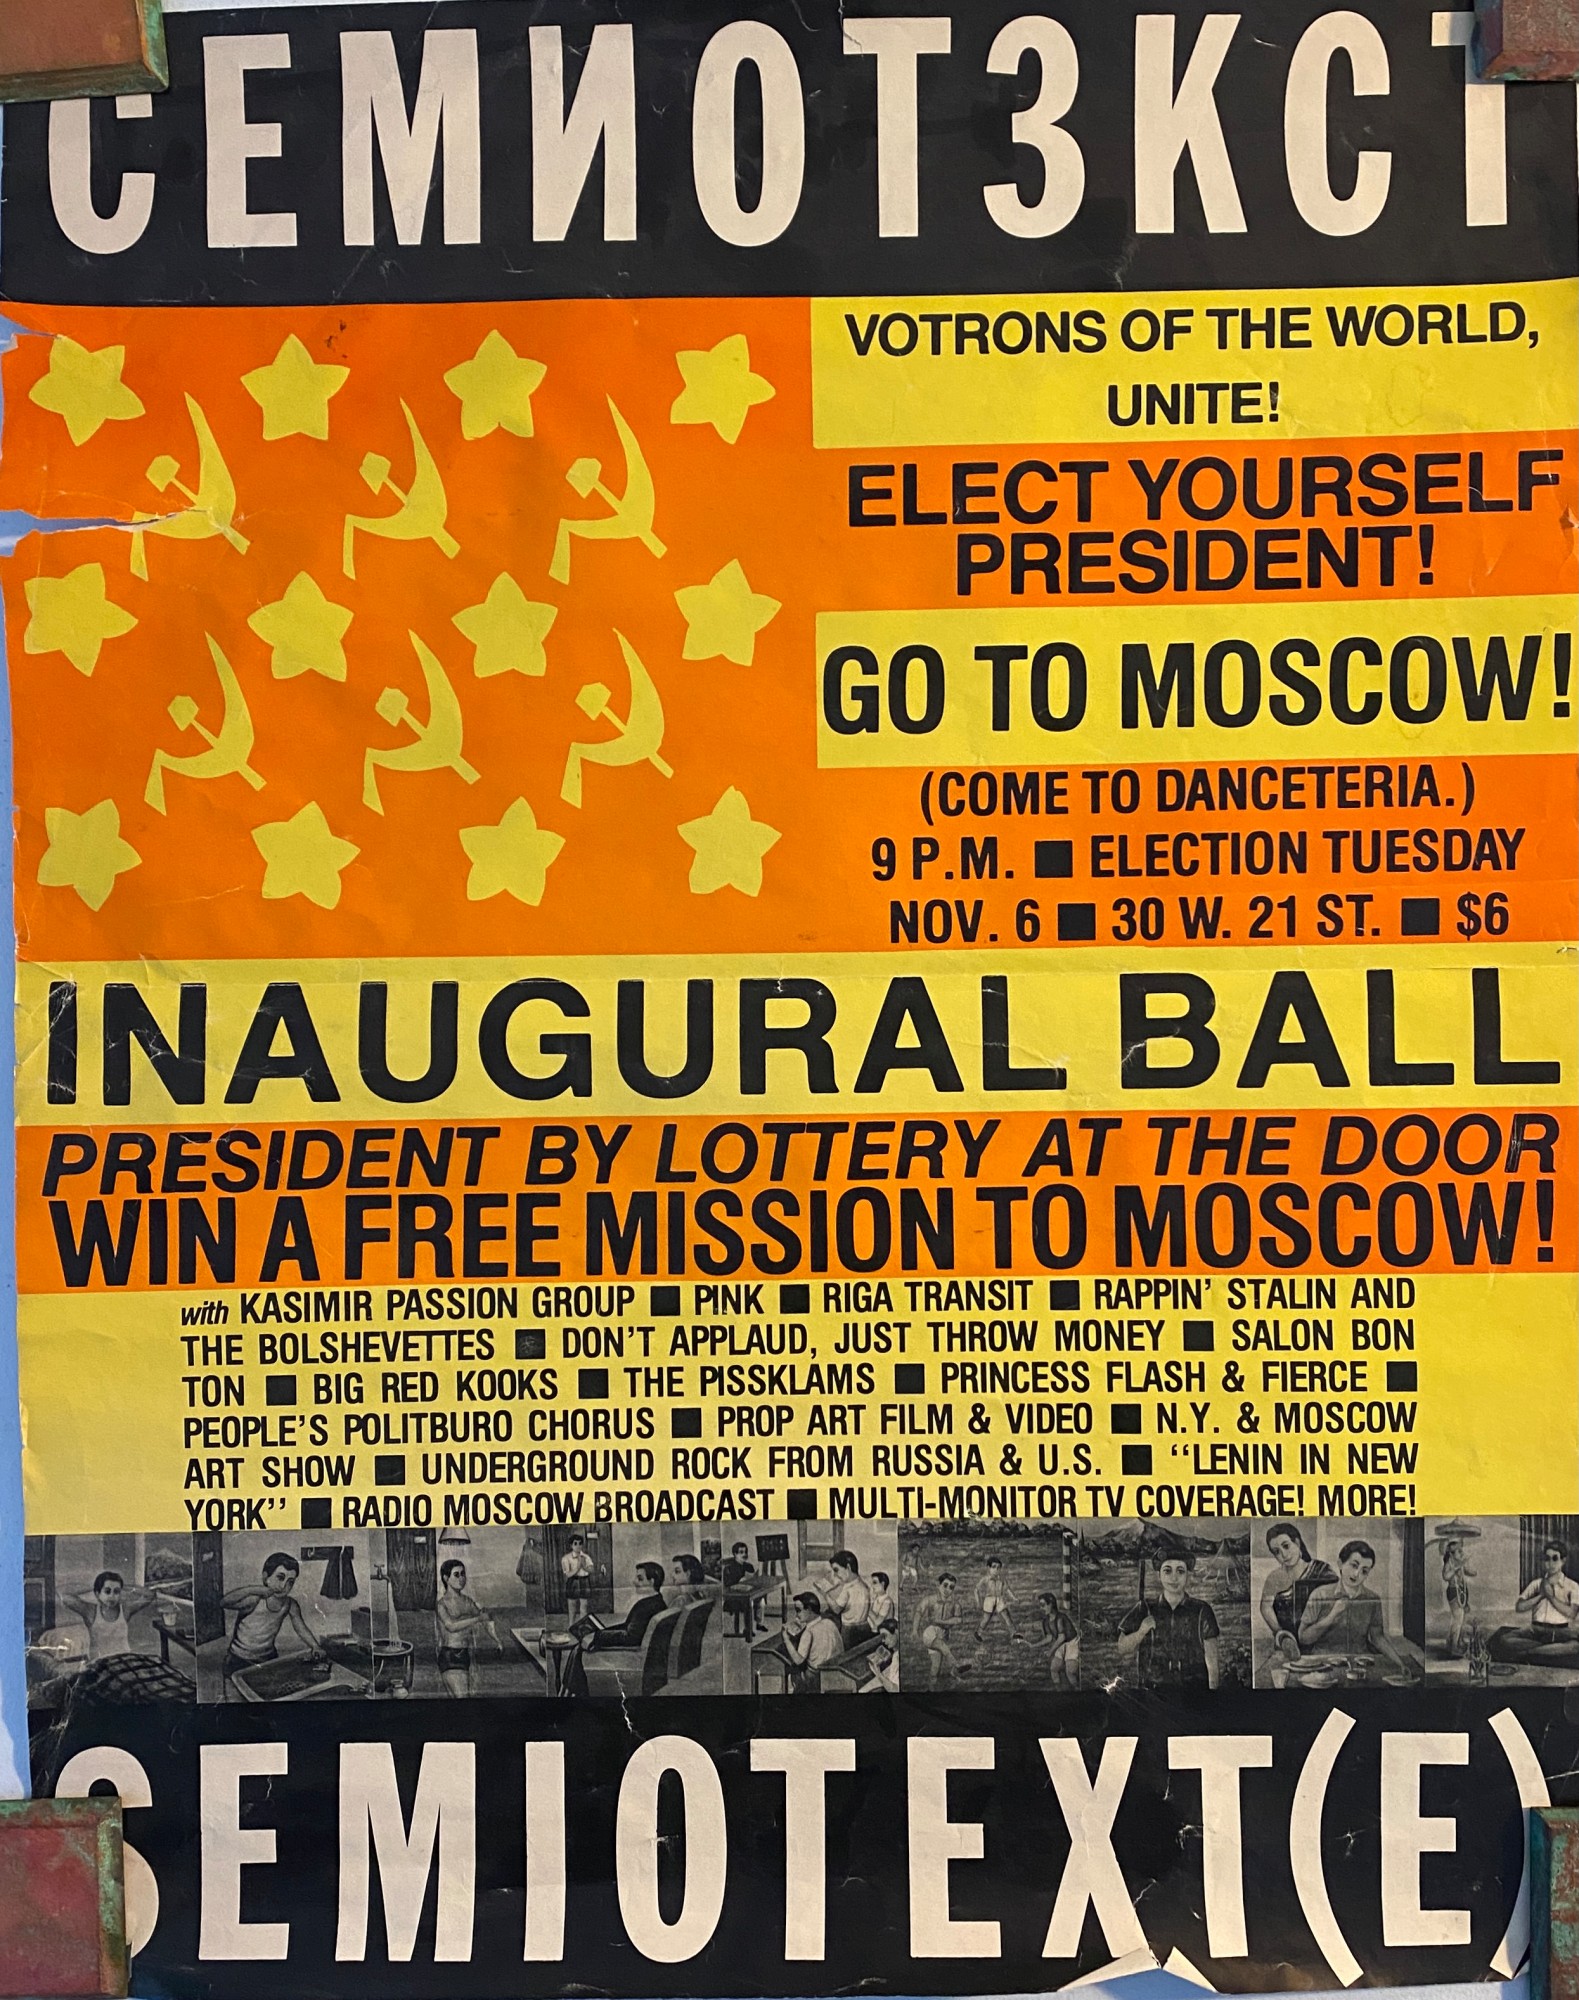 СЕМИОТЗКСТ
VOTRONS OF THE WORLD,
UNITE!
ELECT YOURSELF
PRESIDENT!
GO TO MOSCOW!
(COME TO DANCETERIA.)
9 P.M. ■ ELECTION TUESDAY
NOV. 6 ■ 30 W. 21 ST. ■ $6
INAUGURAL BALL
PRESIDENT BY LOTTERY AT THE DOOR
WIN A FREE MISSION TO MOSCOW!
with KASIMIR PASSION GROUP ■ PINK ■ RIGA TRANSIT ■ RAPPIN' STALIN AND
THE BOLSHEVETTES ■ DON'T APPLAUD, JUST THROW MONEY ■ SALON BON
TON ■ BIG RED KOOKS ■ THE PISSKLAMS ■ PRINCESS FLASH & FIERCE ■
PEOPLE'S POLITBURO CHORUS ■ PROP ART FILM & VIDEO ■ N.Y. & MOSCOW
ART SHOW ■ UNDERGROUND ROCK FROM RUSSIA & U.S. ■ "LENIN IN NEW
YORK" ■ RADIO MOSCOW BROADCAST ■ MULTI-MONITOR TV COVERAGE! MORE!
SEMIOTEXT(E)